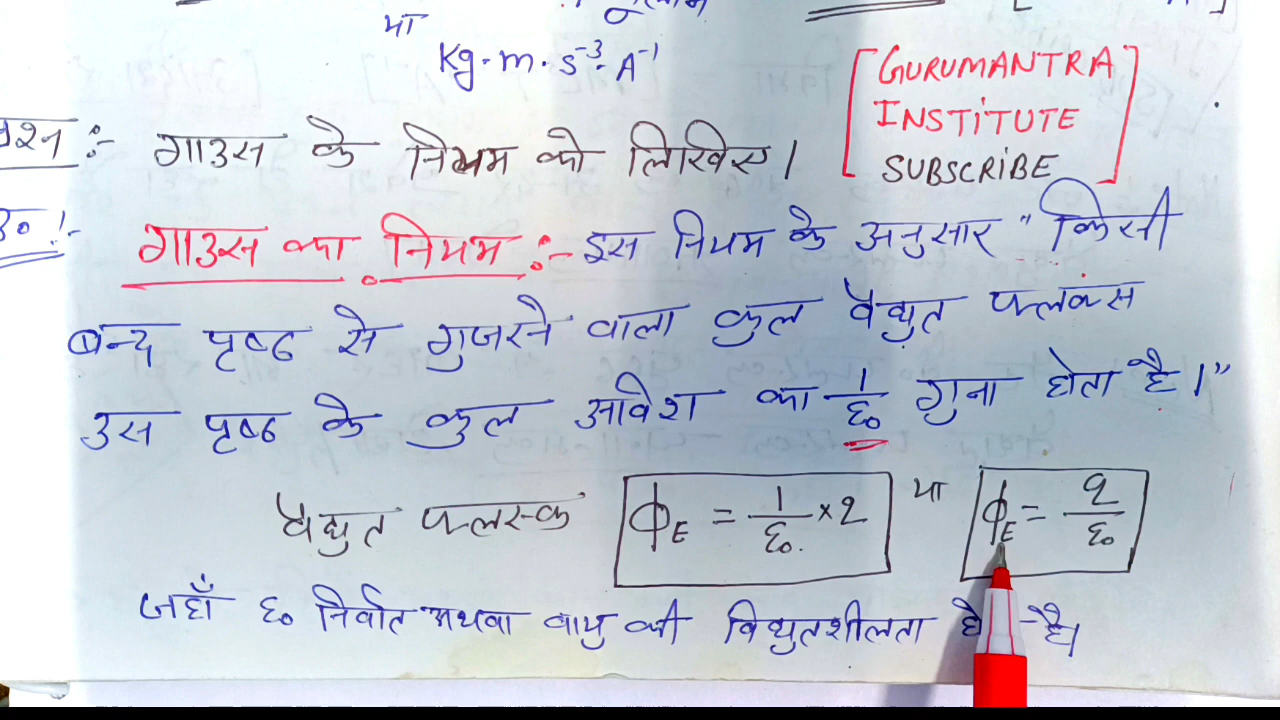 या
Kg.m.s⁻³.A⁻¹
[GURUMANTRA
INSTITUTE
SUBSCRIBE]
प्रश्न :- गाउस के नियम को लिखिए।
उ० :- गाउस का नियम :- इस नियम के अनुसार "किसी
बन्द पृष्ठ से गुजरने वाला कुल वैद्युत फ्लक्स
उस पृष्ठ के कुल आवेश का 1/ε₀ गुना होता है।"
वैद्युत फ्लस्क ϕE = 1/ε₀ × q या ϕE = q/ε₀
जहाँ ε₀ निर्वात अथवा वायु की विद्युतशीलता है।